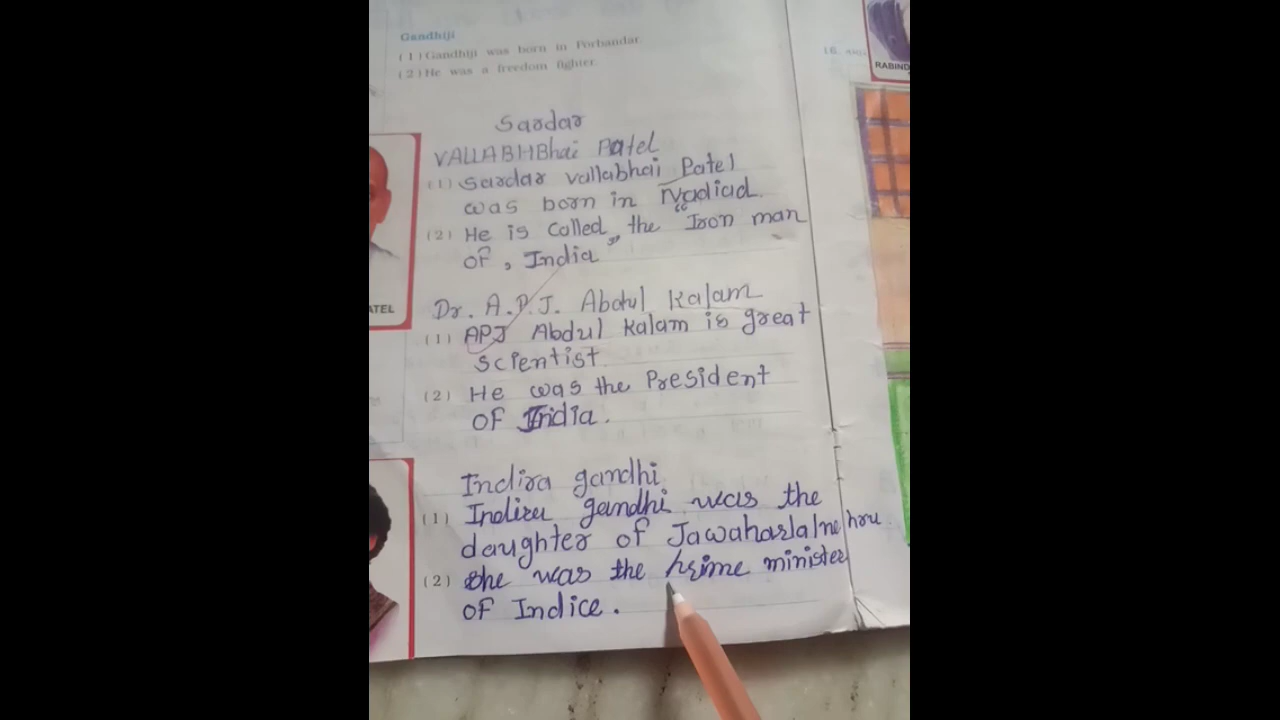 Gandhiji
(1) Gandhiji was born in Porbandar.
(2) He was a freedom fighter.
Sardar
VALLABHBhai Patel
(1) Sardar vallabhai Patel
was born in Nadiad
(2) He is called the "Iron man
of, India"
Dr. A.P.J. Abdul Kalam
(1) APJ Abdul Kalam is great
scientist
(2) He was the President
of India.
Indira gandhi
(1) Indira gandhi was the
daughter of Jawaharlalnehru
(2) She was the prime minister
of India.
ATEL
16.
RABIND